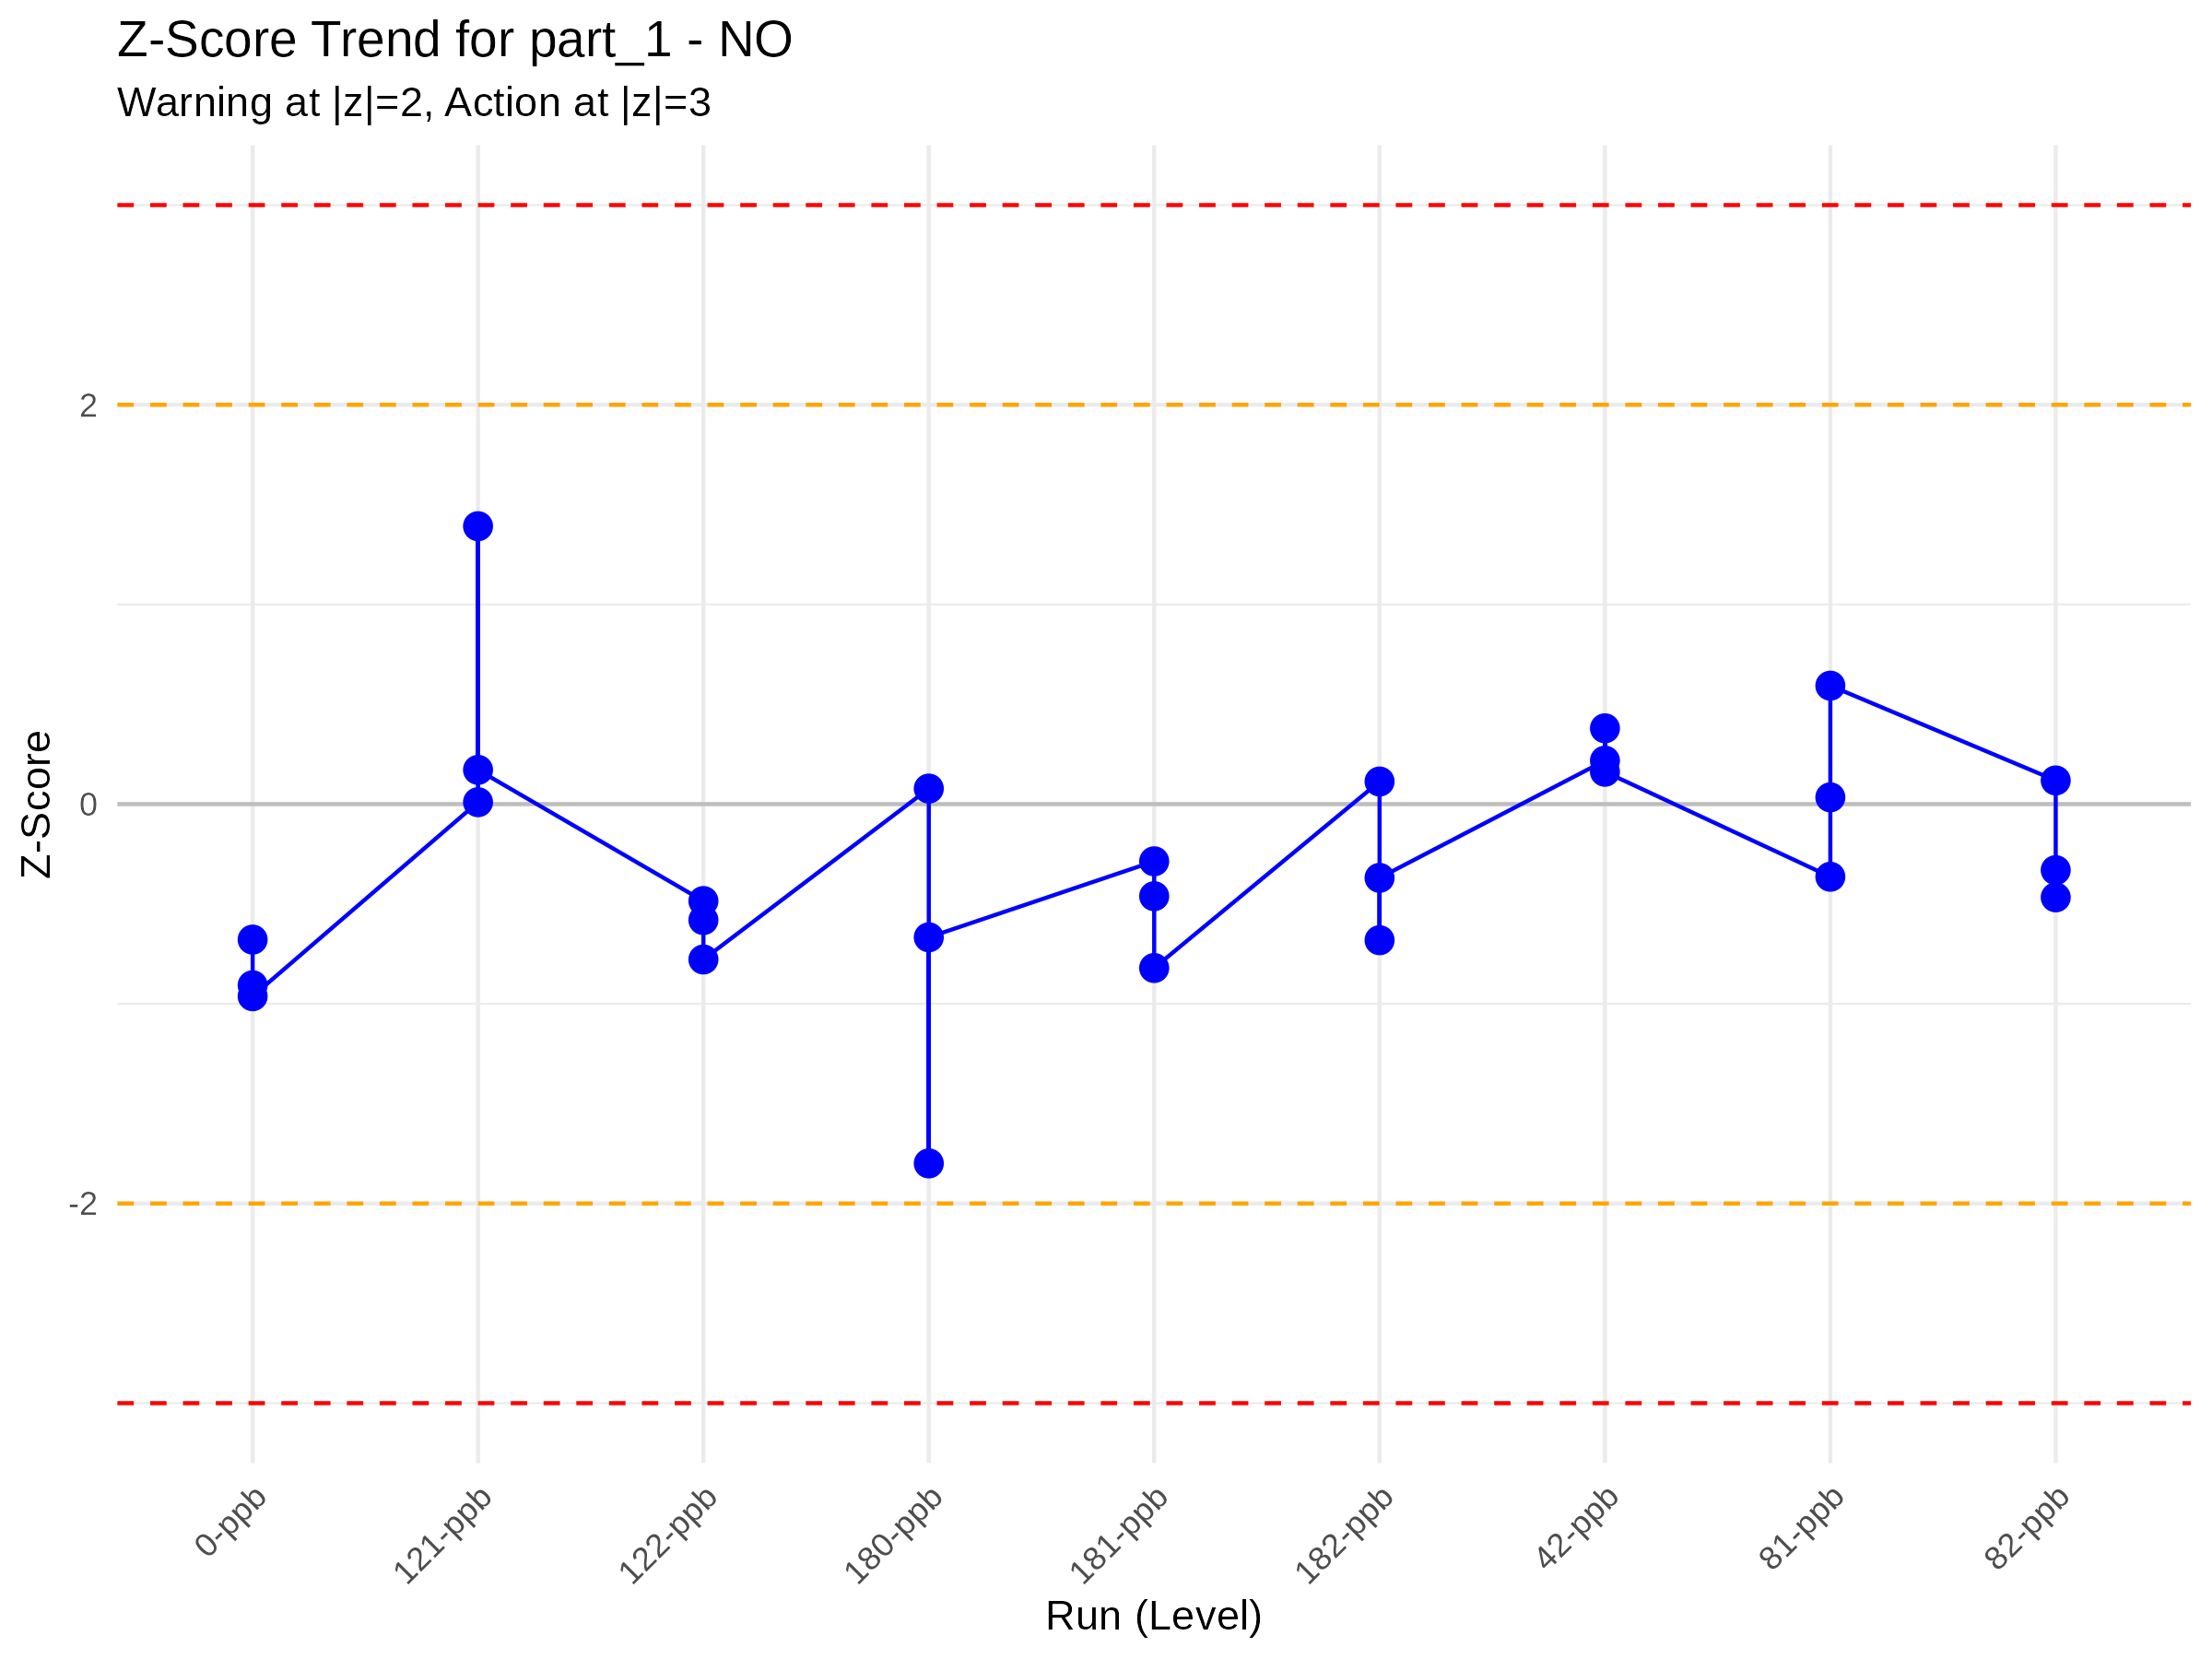 Z-Score Trend for part_1 - NO
Warning at |z|=2, Action at |z|=3
Z-Score
2
0
-2
0-ppb
121-ppb
122-ppb
180-ppb
181-ppb
182-ppb
42-ppb
81-ppb
82-ppb
Run (Level)